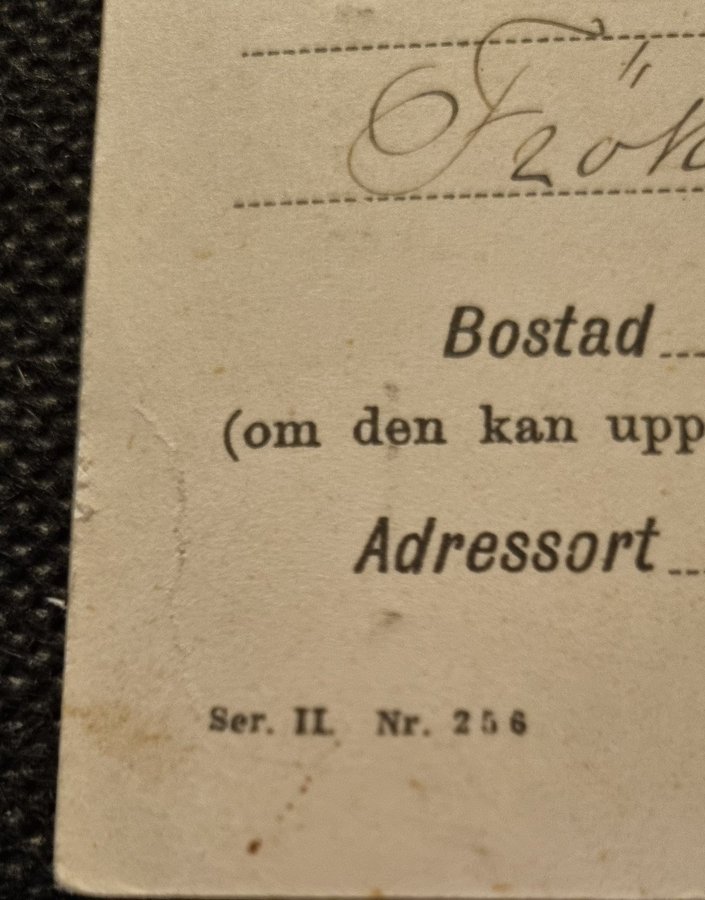 Frök
Bostad
(om den kan upp
Adressort
Ser. II. Nr. 256